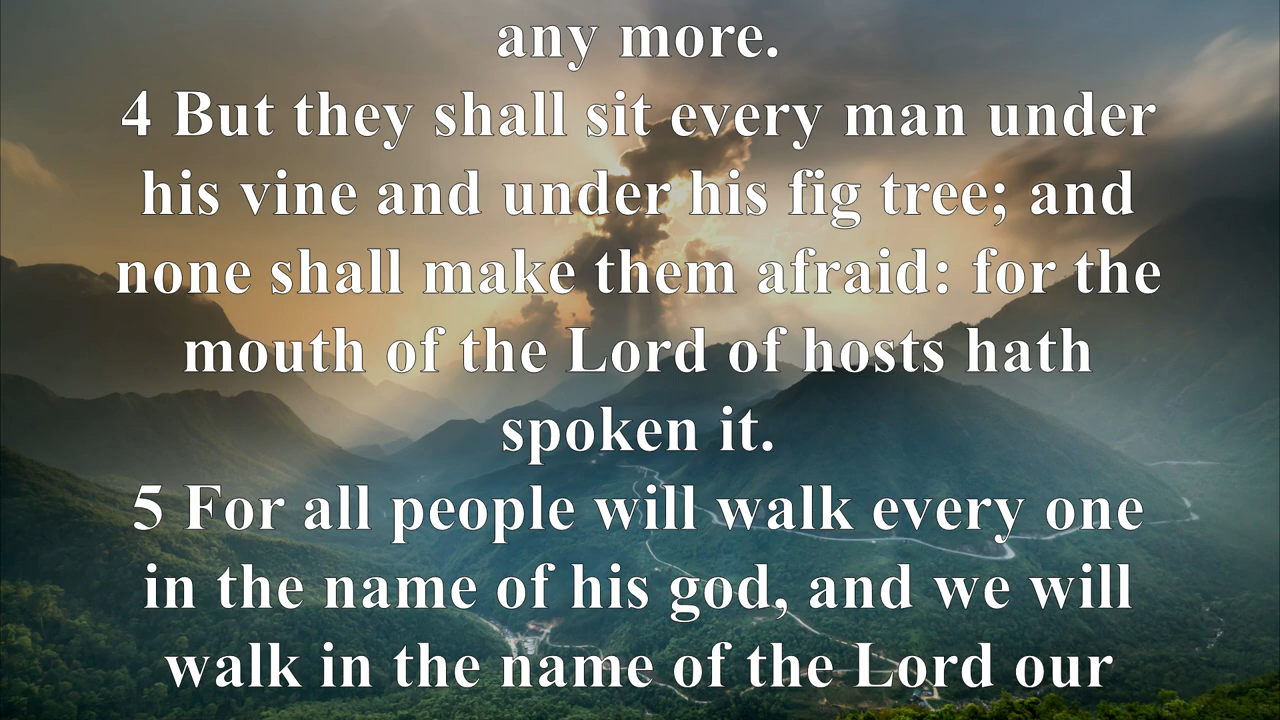 any more.
4 But they shall sit every man under
his vine and under his fig tree; and
none shall make them afraid: for the
mouth of the Lord of hosts hath
spoken it.
5 For all people will walk every one
in the name of his god, and we will
walk in the name of the Lord our